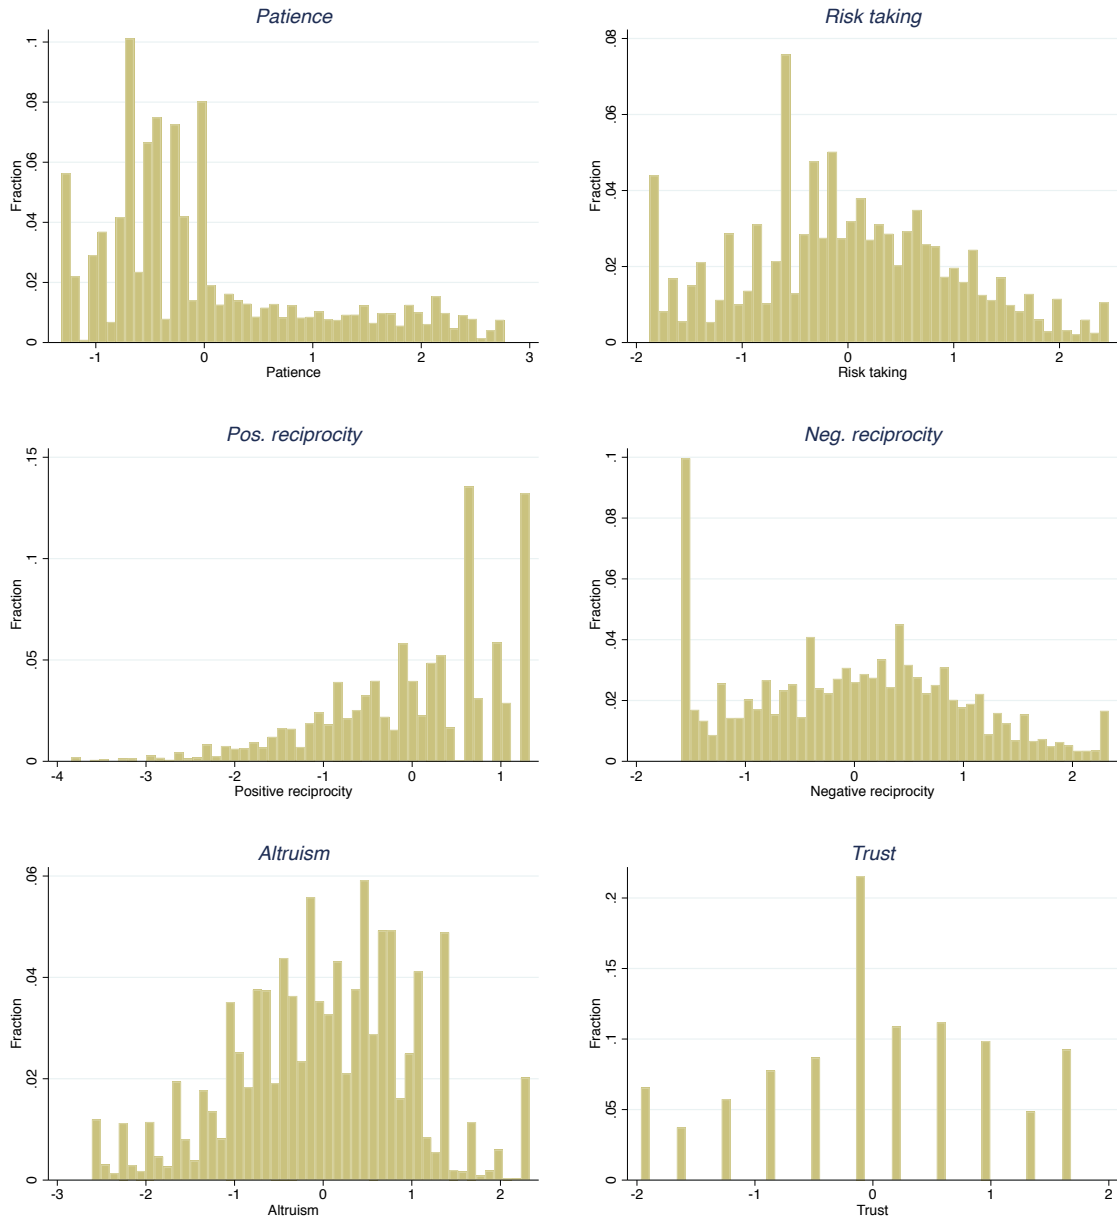 Patience
Fraction
.1
.08
.06
.04
.02
0
-1 0 1 2 3
Patience
Risk taking
Fraction
.08
.06
.04
.02
0
-2 -1 0 1 2
Risk taking
Pos. reciprocity
Fraction
.15
.1
.05
0
-4 -3 -2 -1 0 1
Positive reciprocity
Neg. reciprocity
Fraction
.1
.08
.06
.04
.02
0
-2 -1 0 1 2
Negative reciprocity
Altruism
Fraction
.06
.04
.02
0
-3 -2 -1 0 1 2
Altruism
Trust
Fraction
.2
.15
.1
.05
0
-2 -1 0 1 2
Trust